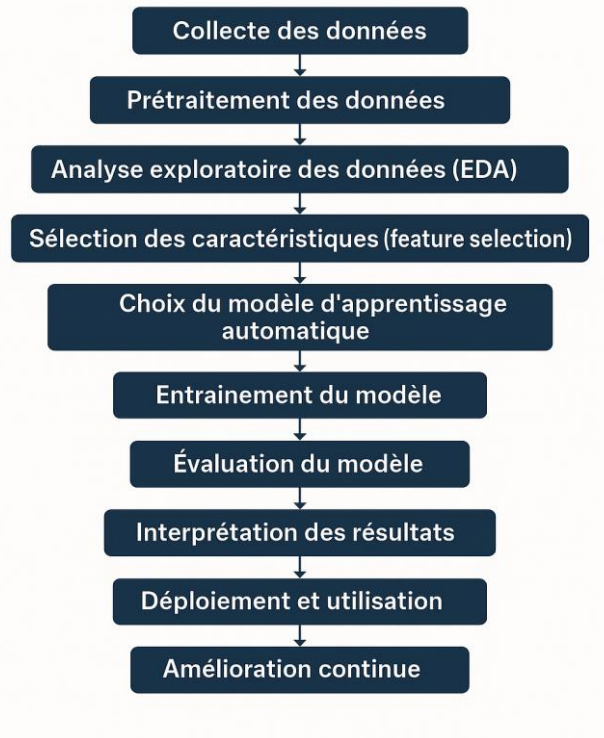 Collecte des données
Prétraitement des données
Analyse exploratoire des données (EDA)
Sélection des caractéristiques (feature selection)
Choix du modèle d'apprentissage
automatique
Entrainement du modèle
Évaluation du modèle
Interprétation des résultats
Déploiement et utilisation
Amélioration continue